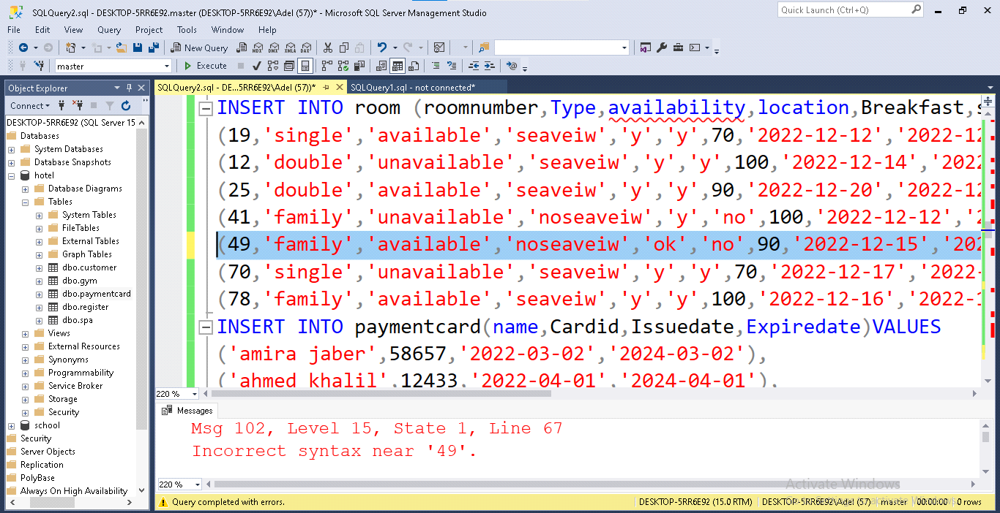 SQLQuery2.sql - DESKTOP-5RR6E92.master (DESKTOP-5RR6E92\Adel (57))* - Microsoft SQL Server Management Studio
Quick Launch (Ctrl+Q)
File Edit View Query Project Tools Window Help
New Query MDX DMX XMLA DAX
master Execute
Object Explorer
SQLQuery2.sql - DE...5RR6E92\Adel (57))* SQLQuery1.sql - not connected*
Connect
DESKTOP-5RR6E92 (SQL Server 15
Databases
System Databases
Database Snapshots
hotel
Database Diagrams
Tables
System Tables
FileTables
External Tables
Graph Tables
dbo.customer
dbo.gym
dbo.paymentcard
dbo.register
dbo.spa
Views
External Resources
Synonyms
Programmability
Service Broker
Storage
Security
school
Security
Server Objects
Replication
PolyBase
Always On High Availability
INSERT INTO room (roomnumber,Type,availability,location,Breakfast,s
(19,'single','available','seaveiw','y','y',70,'2022-12-12','2022-12
(12,'double','unavailable','seaveiw','y','y',100,'2022-12-14','2022
(25,'double','available','seaveiw','y','y',90,'2022-12-20','2022-12
(41,'family','unavailable','noseaveiw','y','no',100,'2022-12-12','2
(49,'family','available','noseaveiw','ok','no',90,'2022-12-15','202
(70,'single','unavailable','seaveiw','y','y',70,'2022-12-17','2022-
(78,'family','available','seaveiw','y','y',100,'2022-12-16','2022-
INSERT INTO paymentcard(name,Cardid,Issuedate,Expiredate)VALUES
('amira jaber',58657,'2022-03-02','2024-03-02'),
('ahmed khalil',12433,'2022-04-01','2024-04-01'),
220 %
Messages
Msg 102, Level 15, State 1, Line 67
Incorrect syntax near '49'.
220 %
Activate Windows
Query completed with errors. DESKTOP-5RR6E92 (15.0 RTM) DESKTOP-5RR6E92\Adel (57) master 00:00:00 0 rows